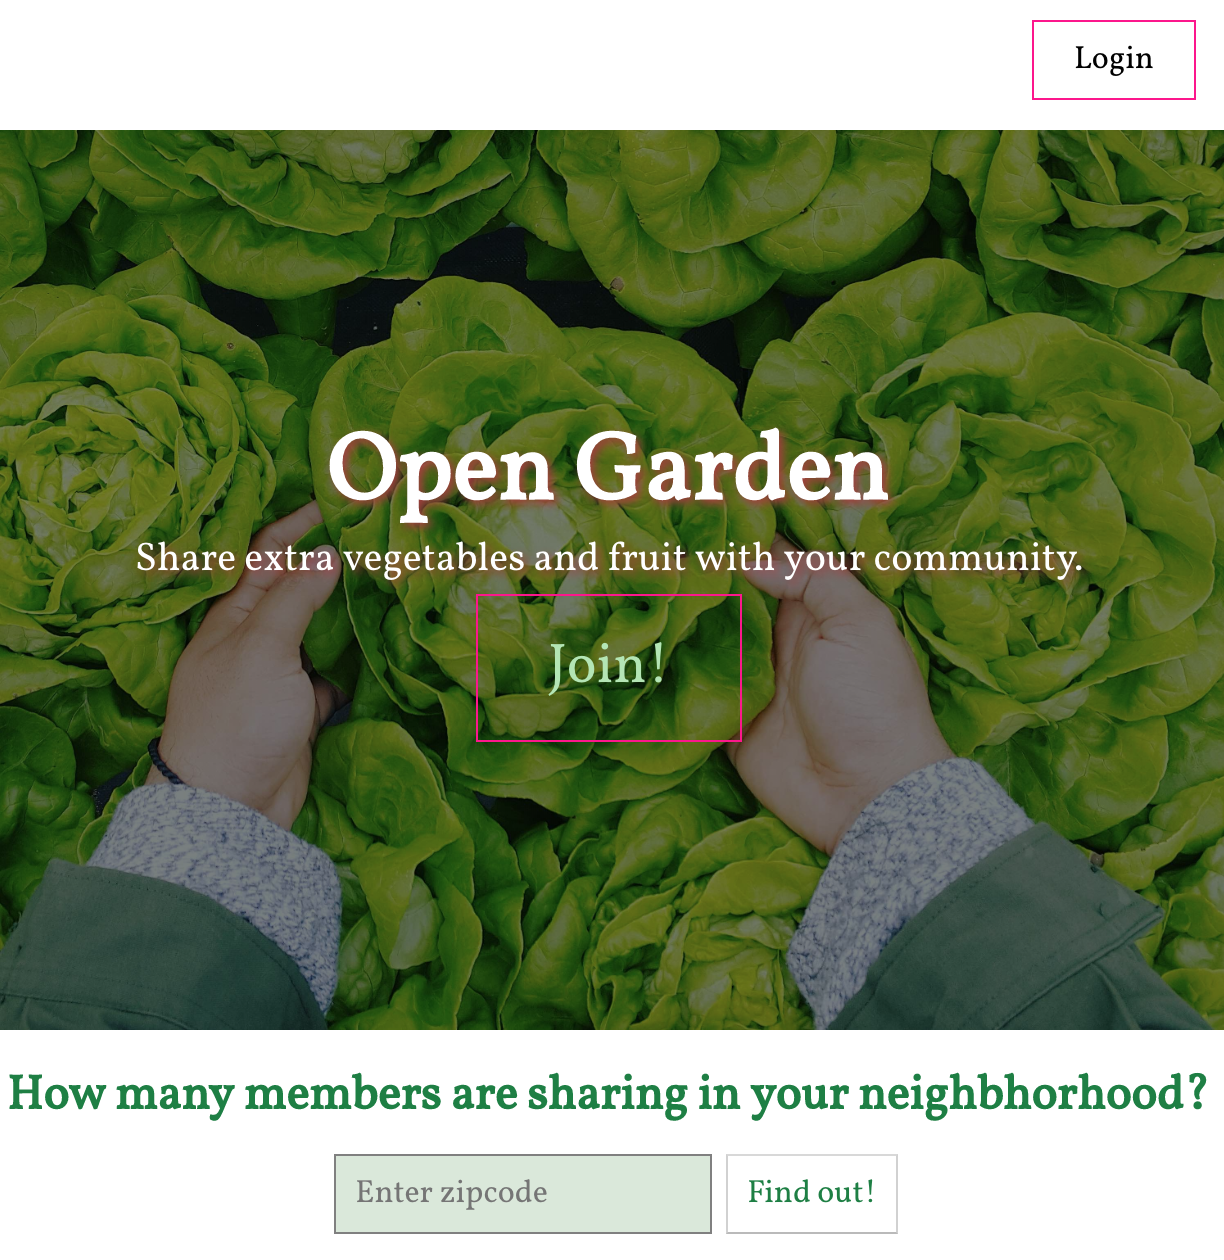 Login
Open Garden
Share extra vegetables and fruit with your community.
Join!
How many members are sharing in your neighbhorhood?
Enter zipcode
Find out!